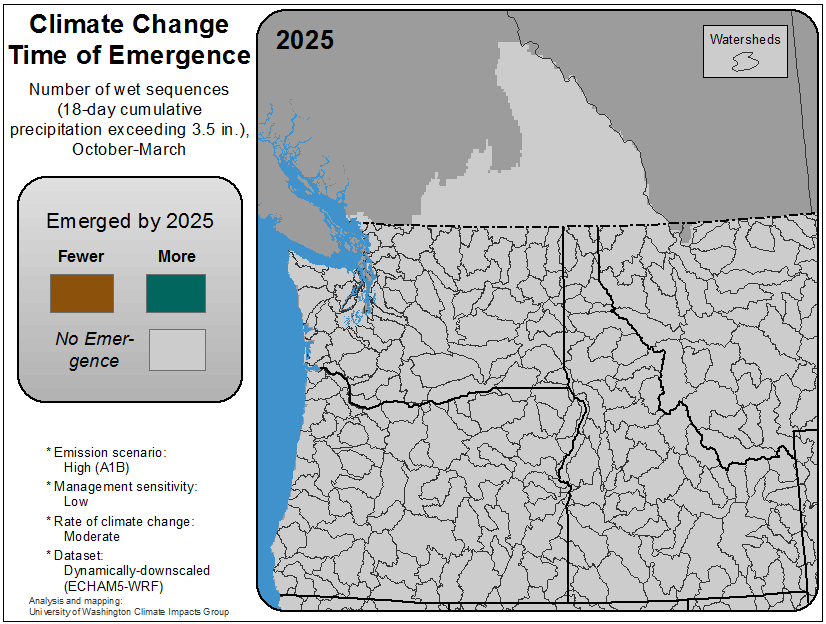 Climate Change
Time of Emergence
Number of wet sequences
(18-day cumulative
precipitation exceeding 3.5 in.),
October-March
Emerged by 2025
Fewer
More
No Emer-
gence
* Emission scenario:
High (A1B)
* Management sensitivity:
Low
* Rate of climate change:
Moderate
* Dataset:
Dynamically-downscaled
(ECHAM5-WRF)
Analysis and mapping:
University of Washington Climate Impacts Group
2025
Watersheds